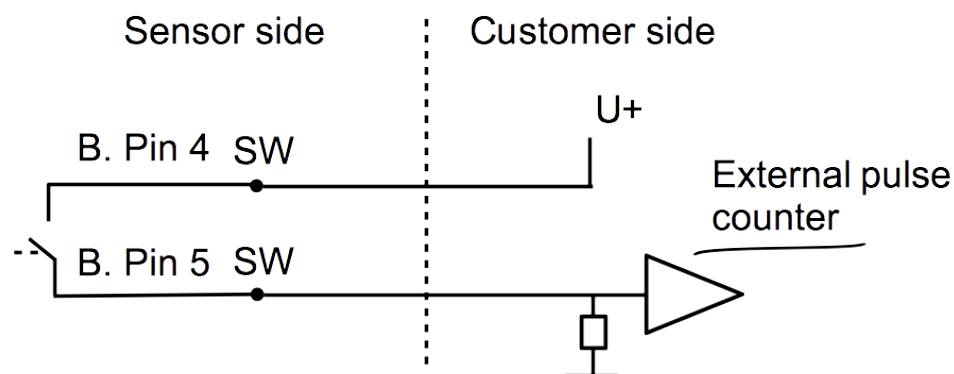 Sensor side
Customer side
U+
B. Pin 4 SW
External pulse
counter
B. Pin 5 SW